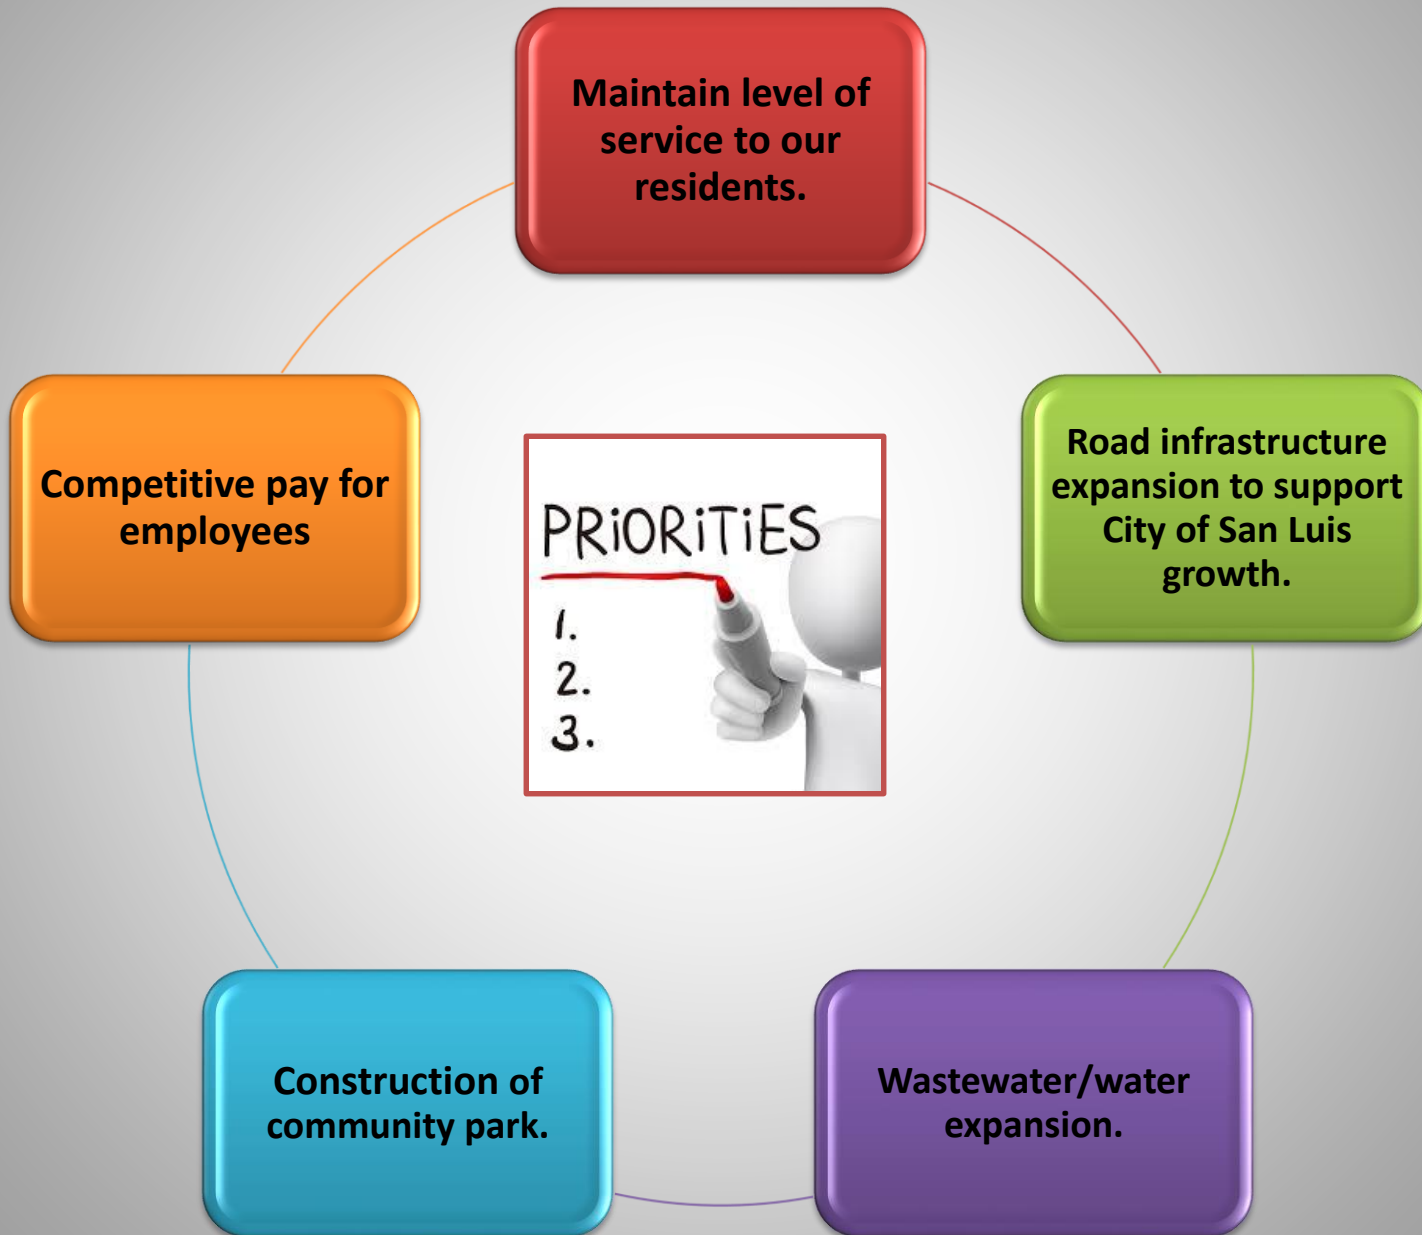 Maintain level of
service to our
residents.
Road infrastructure
expansion to support
City of San Luis
growth.
Wastewater/water
expansion.
Construction of
community park.
Competitive pay for
employees
PRiORiTiES
1.
2.
3.